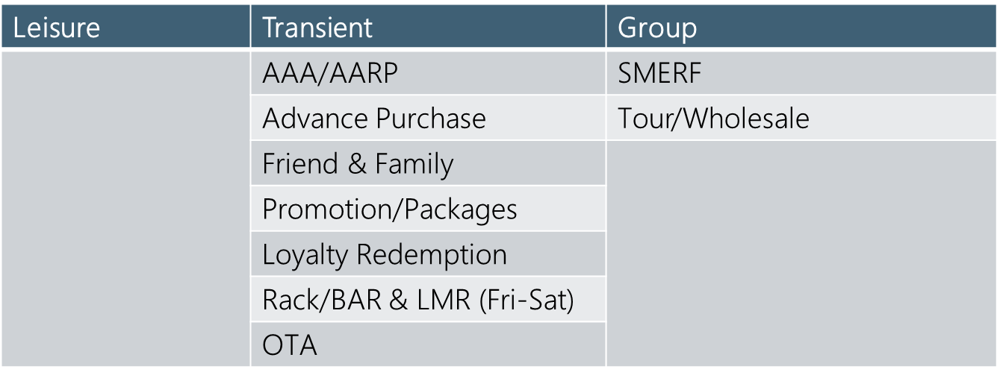 Leisure Transient Group
AAA/AARP SMERF
Advance Purchase Tour/Wholesale
Friend & Family
Promotion/Packages
Loyalty Redemption
Rack/BAR & LMR (Fri-Sat)
OTA